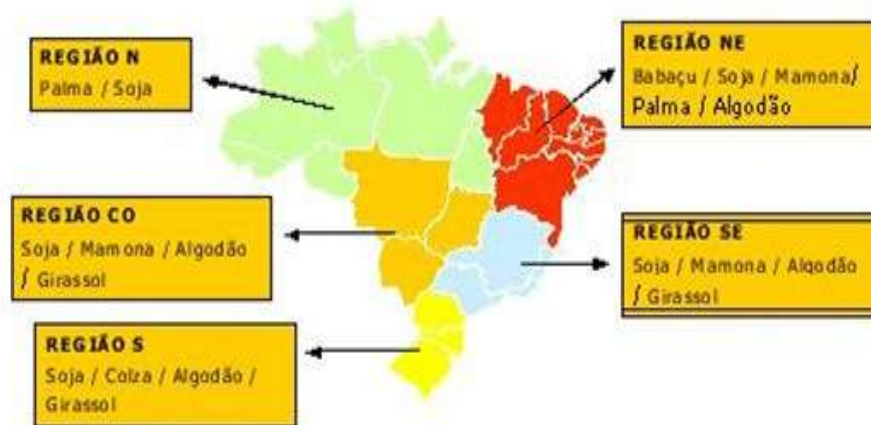 REGIÃO N
Palma / Soja
REGIÃO NE
Babaçu / Soja / Mamona/
Palma / Algodão
REGIÃO CO
Soja / Mamona / Algodão
/ Girassol
REGIÃO SE
Soja / Mamona / Algodão
/ Girassol
REGIÃO S
Soja / Colza / Algodão /
Girassol